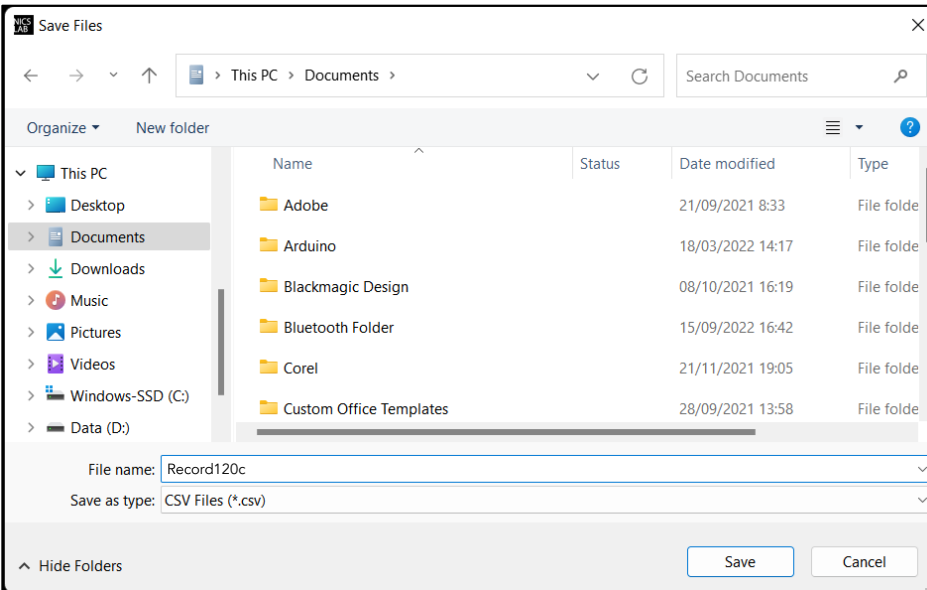 NICS LAB Save Files
This PC > Documents >
Search Documents
Organize New folder
Name Status Date modified Type
This PC
Desktop
Documents
Downloads
Music
Pictures
Videos
Windows-SSD (C:)
Data (D:)
Adobe 21/09/2021 8:33 File folde
Arduino 18/03/2022 14:17 File folde
Blackmagic Design 08/10/2021 16:19 File folde
Bluetooth Folder 15/09/2022 16:42 File folde
Corel 21/11/2021 19:05 File folde
Custom Office Templates 28/09/2021 13:58 File folde
File name: Record120c
Save as type: CSV Files (*.csv)
Hide Folders
Save Cancel